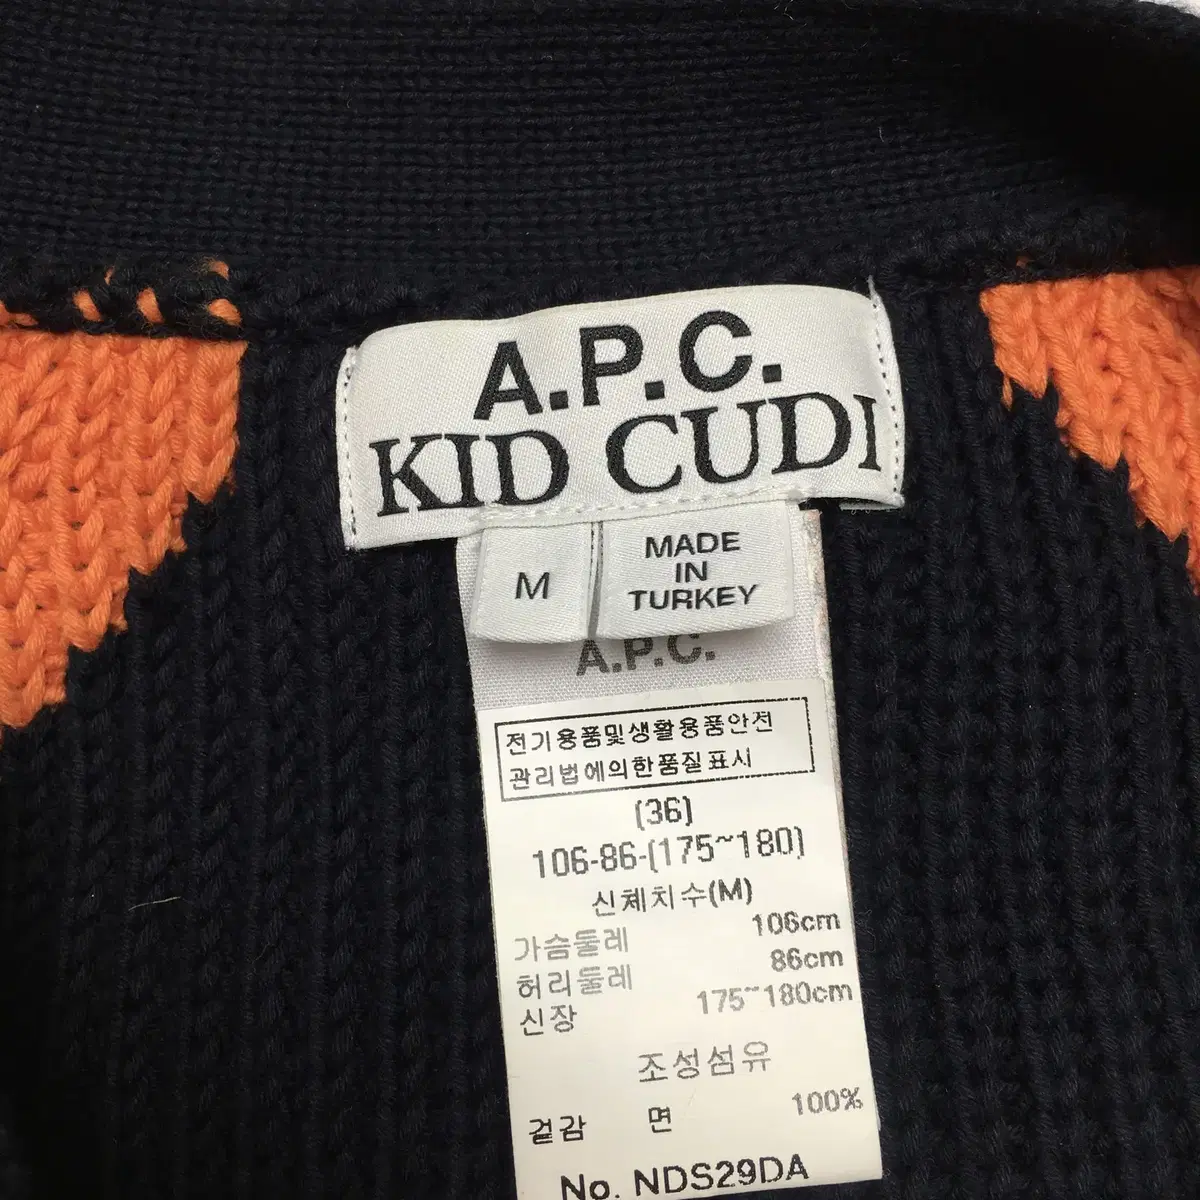 A.P.C.
KID CUDI
M
MADE
IN
TURKEY
A.P.C.
전기용품및생활용품안전
관리법에의한품질표시
(36)
106-86-(175~180)
신체치수(M)
가슴둘레 106cm
허리둘레 86cm
신장 175~180cm
조성섬유
겉감 면 100%
No. NDS29DA